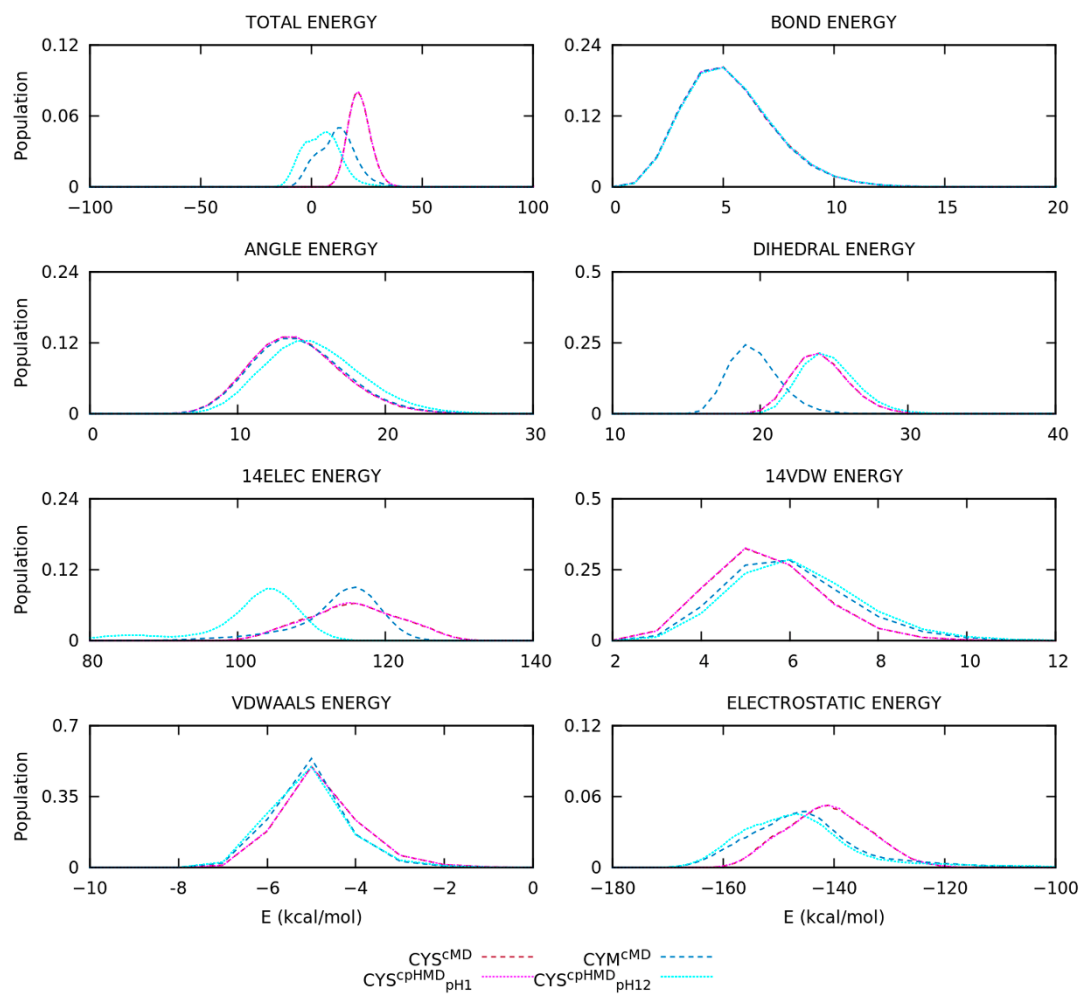 TOTAL ENERGY BOND ENERGY
Population
0.12
0.06
0
−100 −50 0 50 100
0.24
0.12
0
0 5 10 15 20
ANGLE ENERGY DIHEDRAL ENERGY
Population
0.24
0.12
0
0 10 20 30
0.5
0.25
0
10 20 30 40
14ELEC ENERGY 14VDW ENERGY
Population
0.24
0.12
0
80 100 120 140
0.5
0.25
0
2 4 6 8 10 12
VDWAALS ENERGY ELECTROSTATIC ENERGY
Population
0.7
0.35
0
−10 -8 −6 −4 −2 0
0.12
0.06
0
−180 −160 −140 −120 −100
E (kcal/mol) E (kcal/mol)
CYS^cMD CYM^cMD
CYS^cpHMD_pH1 CYS^cpHMD_pH12